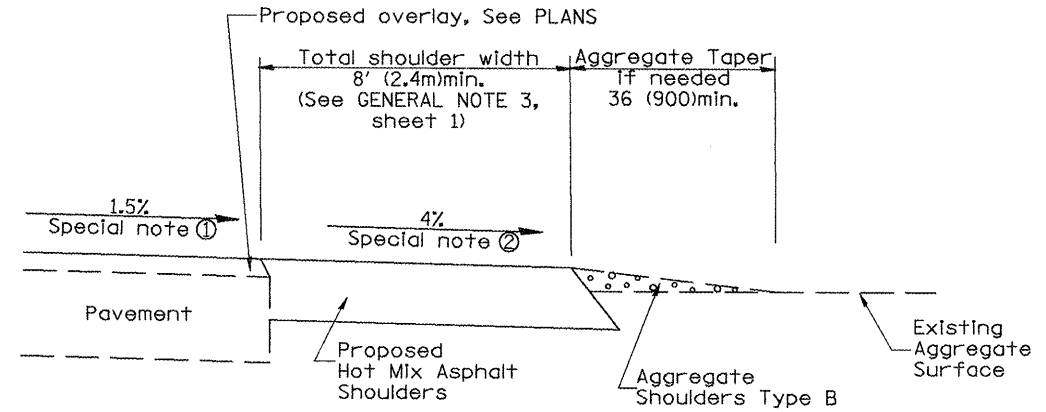 Proposed overlay, See PLANS
Total shoulder width
8' (2.4m)min.
(See GENERAL NOTE 3,
sheet 1)
Aggregate Taper
if needed
36 (900)min.
1.5%
Special note ①
4%
Special note ②
Pavement
Proposed
Hot Mix Asphalt
Shoulders
Aggregate
Shoulders Type B
Existing
Aggregate
Surface